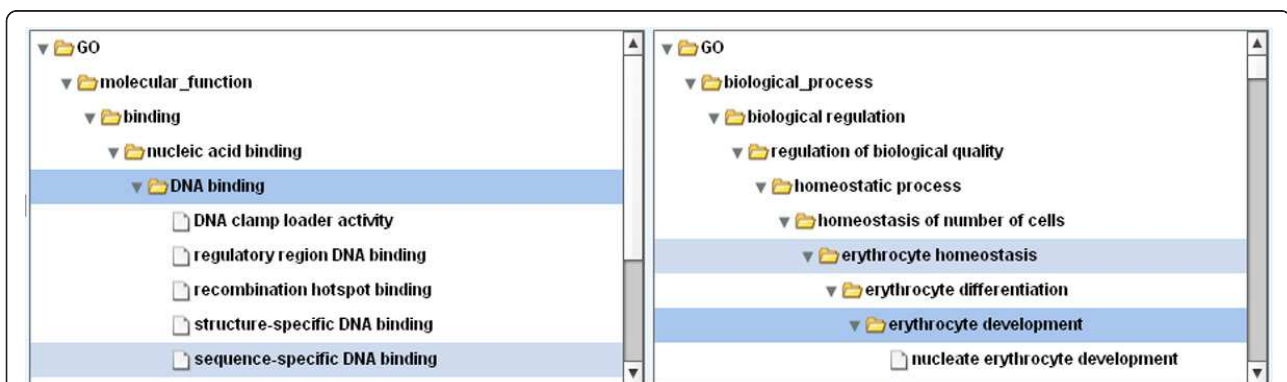 GO
molecular_function
binding
nucleic acid binding
DNA binding
DNA clamp loader activity
regulatory region DNA binding
recombination hotspot binding
structure-specific DNA binding
sequence-specific DNA binding
GO
biological_process
biological regulation
regulation of biological quality
homeostatic process
homeostasis of number of cells
erythrocyte homeostasis
erythrocyte differentiation
erythrocyte development
nucleate erythrocyte development